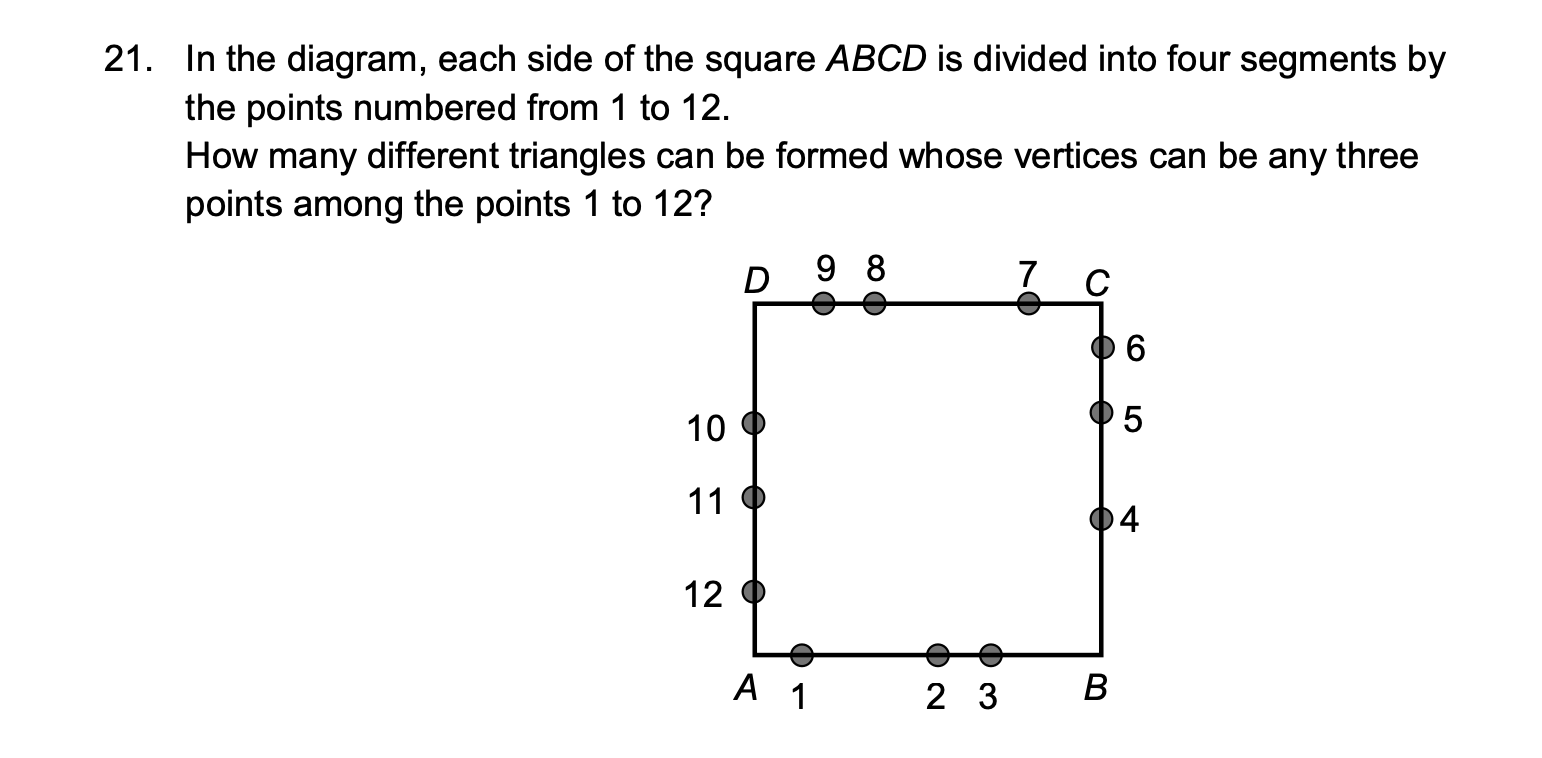 21. In the diagram, each side of the square ABCD is divided into four segments by
the points numbered from 1 to 12.
How many different triangles can be formed whose vertices can be any three
points among the points 1 to 12?
D 9 8 7 C
6
5
10
11
4
12
A 1 2 3 B